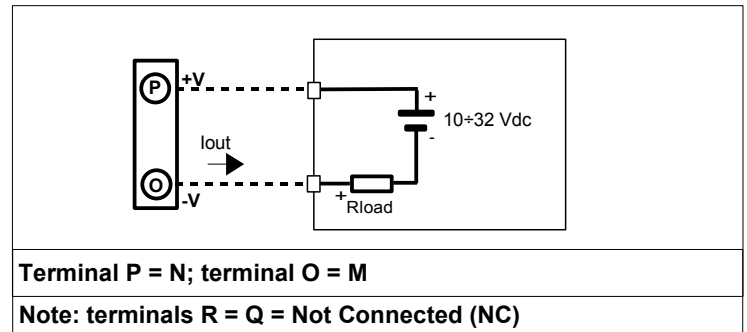 P
+V
+
10÷32 Vdc
-
Iout
O
-V
+
Rload
Terminal P = N; terminal O = M
Note: terminals R = Q = Not Connected (NC)